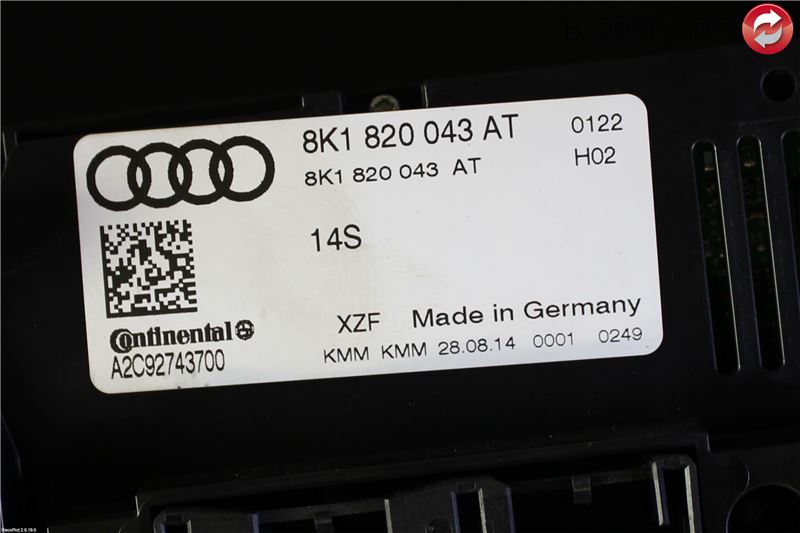 8K1 820 043 AT 0122
8K1 820 043 AT H02
14S
Continental
XZF Made in Germany
A2C92743700
KMM KMM 28.08.14 0001 0249